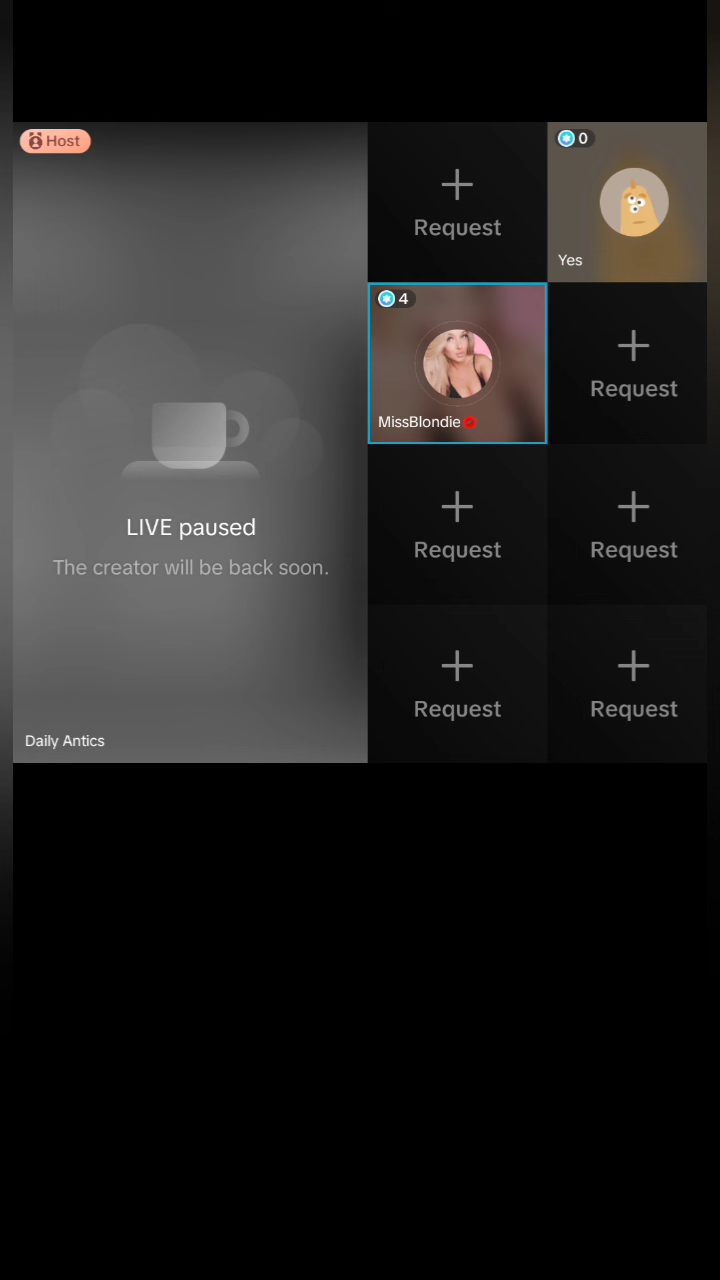 Host
Request
0
Yes
4
MissBlondie
Request
LIVE paused
The creator will be back soon.
Request
Request
Request
Request
Daily Antics